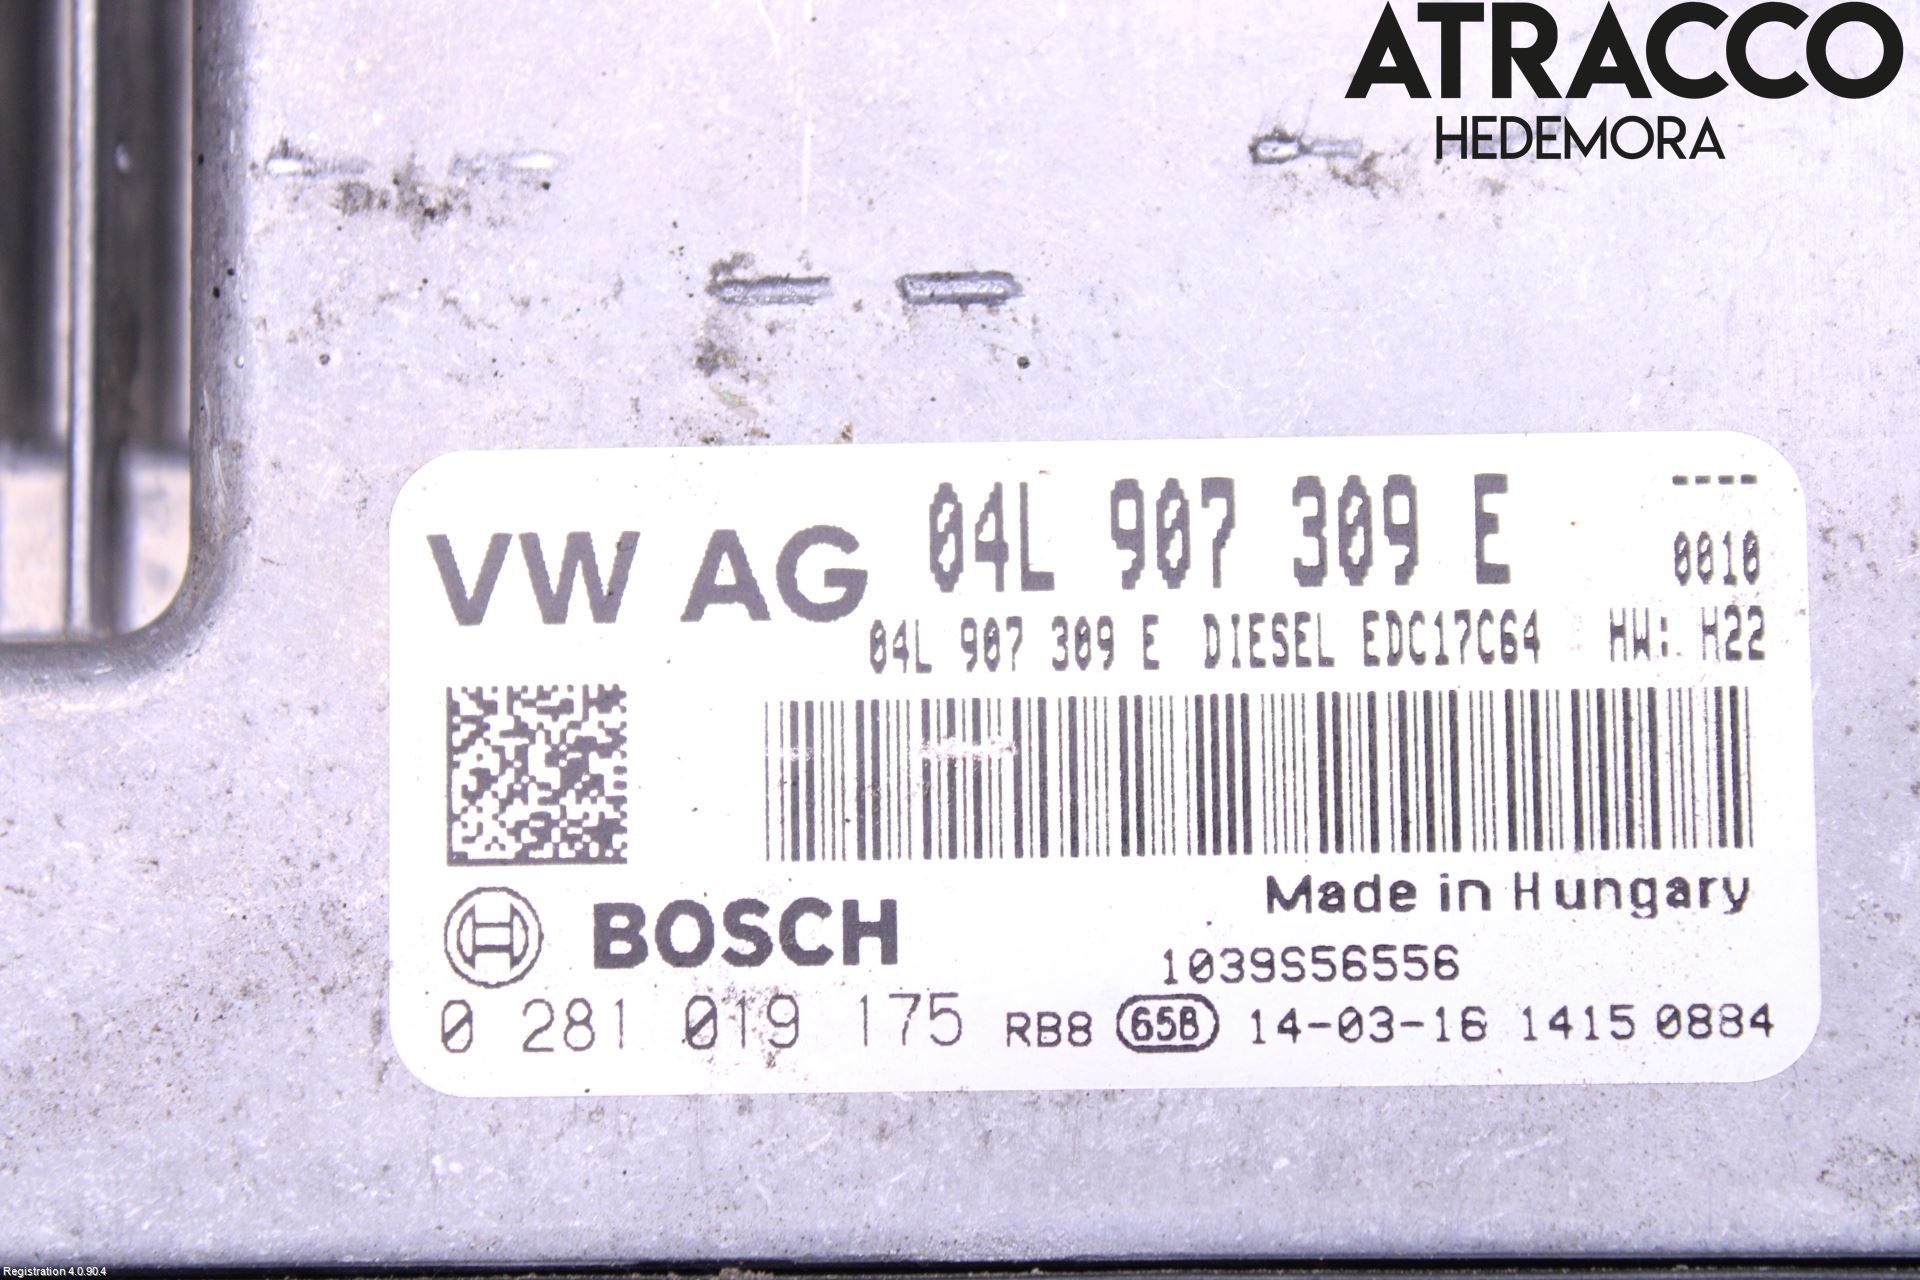 ATRACCO
HEDEMORA
VW AG 04L 907 309 E ----
0010
04L 907 309 E DIESEL EDC17C64 HW: H22
Made in Hungary
BOSCH
1039S56556
0 281 019 175 RB8 65B 14-03-16 1415 0884
Registration 4.0.90.4